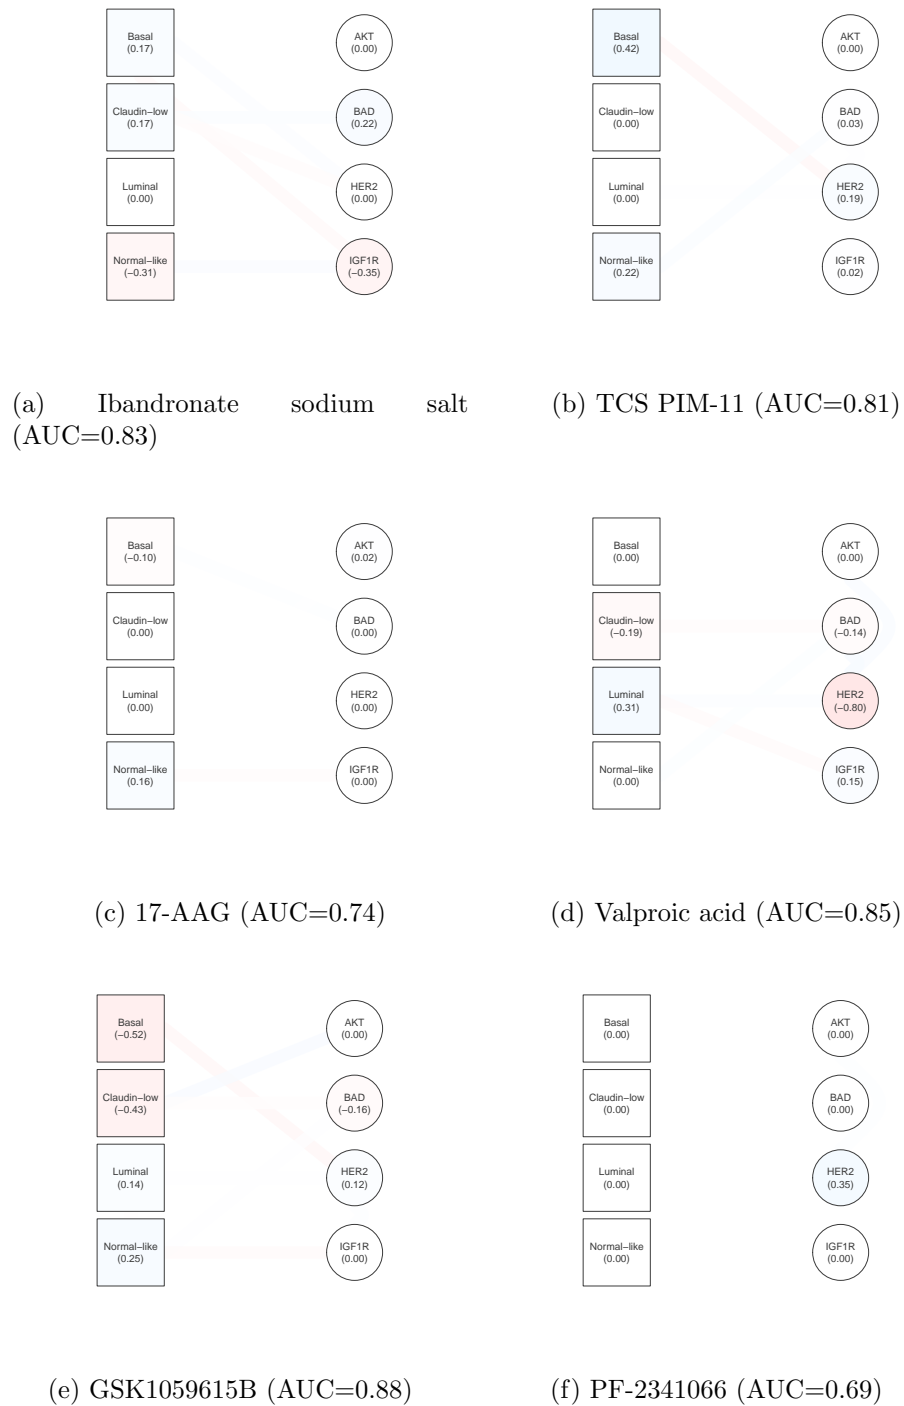 Basal
(0.17)
Claudin−low
(0.17)
Luminal
(0.00)
Normal−like
(−0.31)
AKT
(0.00)
BAD
(0.22)
HER2
(0.00)
IGF1R
(−0.35)
(a) Ibandronate sodium salt
(AUC=0.83)
Basal
(0.42)
Claudin−low
(0.00)
Luminal
(0.00)
Normal−like
(0.22)
AKT
(0.00)
BAD
(0.03)
HER2
(0.19)
IGF1R
(0.02)
(b) TCS PIM-11 (AUC=0.81)
Basal
(−0.10)
Claudin−low
(0.00)
Luminal
(0.00)
Normal−like
(0.16)
AKT
(0.02)
BAD
(0.00)
HER2
(0.00)
IGF1R
(0.00)
(c) 17-AAG (AUC=0.74)
Basal
(0.00)
Claudin−low
(−0.19)
Luminal
(0.31)
Normal−like
(0.00)
AKT
(0.00)
BAD
(−0.14)
HER2
(−0.80)
IGF1R
(0.15)
(d) Valproic acid (AUC=0.85)
Basal
(−0.52)
Claudin−low
(−0.43)
Luminal
(0.14)
Normal−like
(0.25)
AKT
(0.00)
BAD
(−0.16)
HER2
(0.12)
IGF1R
(0.00)
(e) GSK1059615B (AUC=0.88)
Basal
(0.00)
Claudin−low
(0.00)
Luminal
(0.00)
Normal−like
(0.00)
AKT
(0.00)
BAD
(0.00)
HER2
(0.35)
IGF1R
(0.00)
(f) PF-2341066 (AUC=0.69)